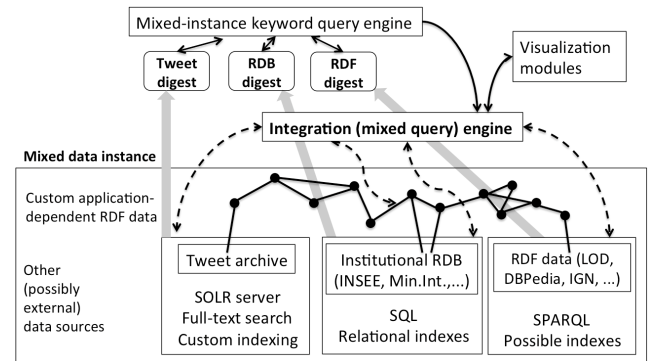 Mixed-instance keyword query engine
Tweet
digest
RDB
digest
RDF
digest
Visualization
modules
Integration (mixed query) engine
Mixed data instance
Custom application-
dependent RDF data
Other
(possibly
external)
data sources
Tweet archive
SOLR server
Full-text search
Custom indexing
Institutional RDB
(INSEE, Min.Int.,...)
SQL
Relational indexes
RDF data (LOD,
DBPedia, IGN, ...)
SPARQL
Possible indexes